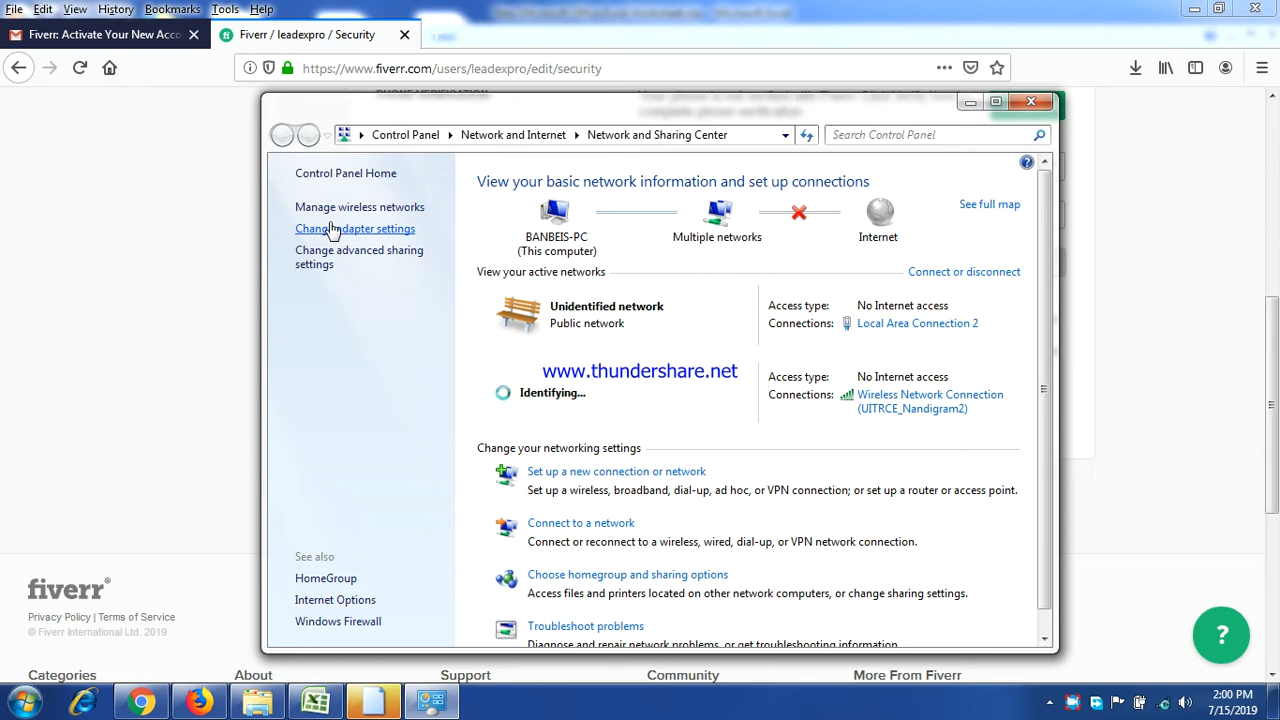 File Edit View History Bookmarks Tools Help
Fiverr: Activate Your New Acco
Fiverr / leadexpro / Security
https://www.fiverr.com/users/leadexpro/edit/security
Control Panel Network and Internet Network and Sharing Center
Search Control Panel
Control Panel Home
Manage wireless networks
Change adapter settings
Change advanced sharing
settings
See also
HomeGroup
Internet Options
Windows Firewall
View your basic network information and set up connections
See full map
BANBEIS-PC
(This computer)
Multiple networks
Internet
View your active networks
Connect or disconnect
Unidentified network
Public network
Access type: No Internet access
Connections: Local Area Connection 2
www.thundershare.net
Identifying...
Access type: No Internet access
Connections: Wireless Network Connection
(UITRCE_Nandigram2)
Change your networking settings
Set up a new connection or network
Set up a wireless, broadband, dial-up, ad hoc, or VPN connection; or set up a router or access point.
Connect to a network
Connect or reconnect to a wireless, wired, dial-up, or VPN network connection.
Choose homegroup and sharing options
Access files and printers located on other network computers, or change sharing settings.
Troubleshoot problems
Diagnose and repair network problems, or get troubleshooting information.
fiverr®
Privacy Policy | Terms of Service
© Fiverr International Ltd. 2019
?
Categories About Support Community More From Fiverr
2:00 PM
7/15/2019